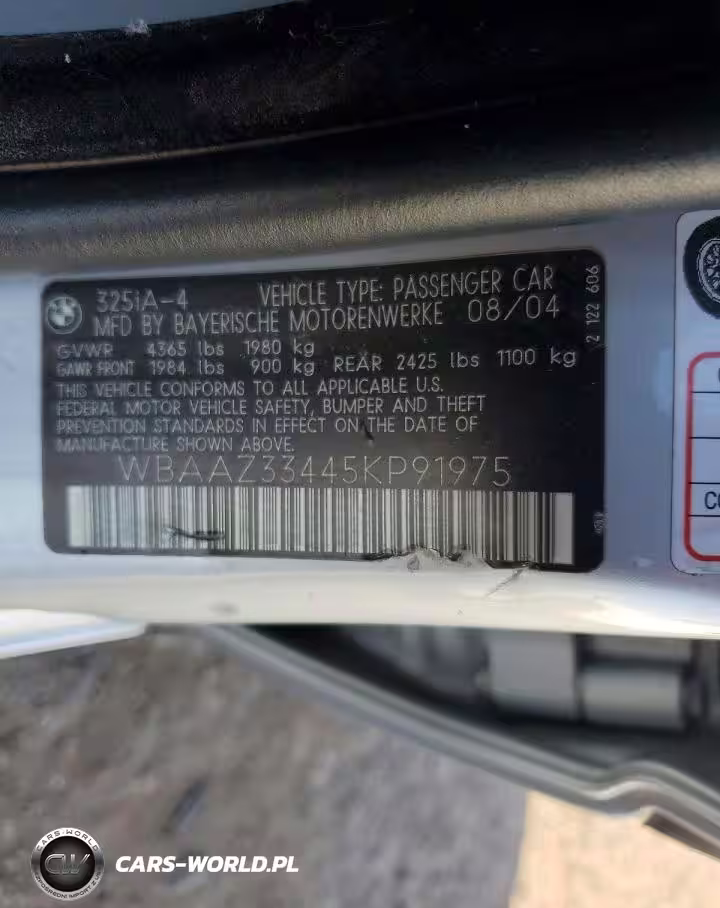 325iA-4 VEHICLE TYPE: PASSENGER CAR
MFD BY BAYERISCHE MOTORENWERKE 08/04
GVWR 4365 lbs 1980 kg
GAWR FRONT 1984 lbs 900 kg REAR 2425 lbs 1100 kg
THIS VEHICLE CONFORMS TO ALL APPLICABLE U.S.
FEDERAL MOTOR VEHICLE SAFETY, BUMPER AND THEFT
PREVENTION STANDARDS IN EFFECT ON THE DATE OF
MANUFACTURE SHOWN ABOVE.
WBAAZ33445KP91975
2 122 606
CARS-WORLD
CW
CARS-WORLD.PL